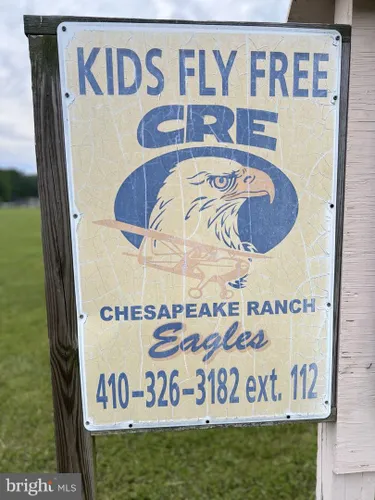 KIDS FLY FREE
CRE
CHESAPEAKE RANCH
Eagles
410-326-3182 ext. 112
bright MLS